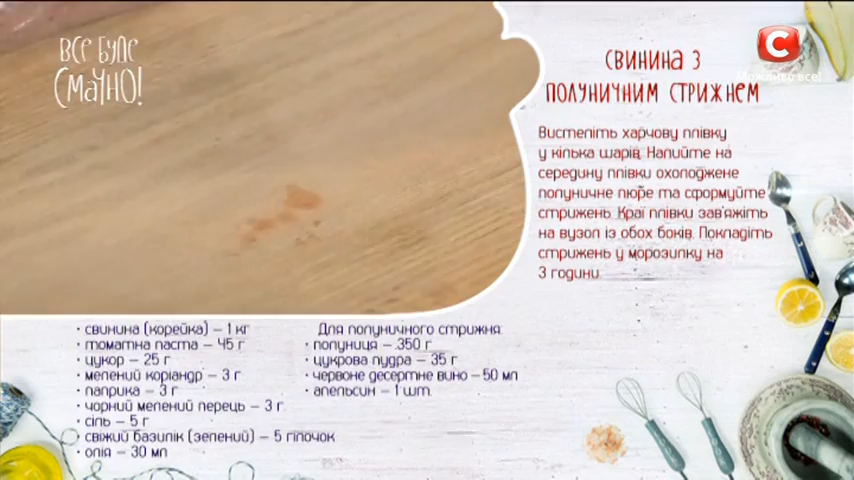 ВСЕ БУДЕ
СМАЧНО!
СВИНИНА З
ПОЛУНИЧНИМ СТРИЖНЕМ
С
Можливо все!
Вистеліть харчову плівку
у кілька шарів. Налийте на
середину плівки охолоджене
полуничне пюре та сформуйте
стрижень. Краї плівки зав'яжіть
на вузол із обох боків. Покладіть
стрижень у морозилку на
3 години.
• свинина (корейка) – 1 кг
• томатна паста – 45 г
• цукор – 25 г
• мелений коріандр – 3 г
• паприка – 3 г
• чорний мелений перець – 3 г
• сіль – 5 г
• свіжий базилік (зелений) – 5 гілочок
• олія – 30 мл
Для полуничного стрижня:
• полуниця – 350 г
• цукрова пудра – 35 г
• червоне десертне вино – 50 мл
• апельсин – 1 шт.